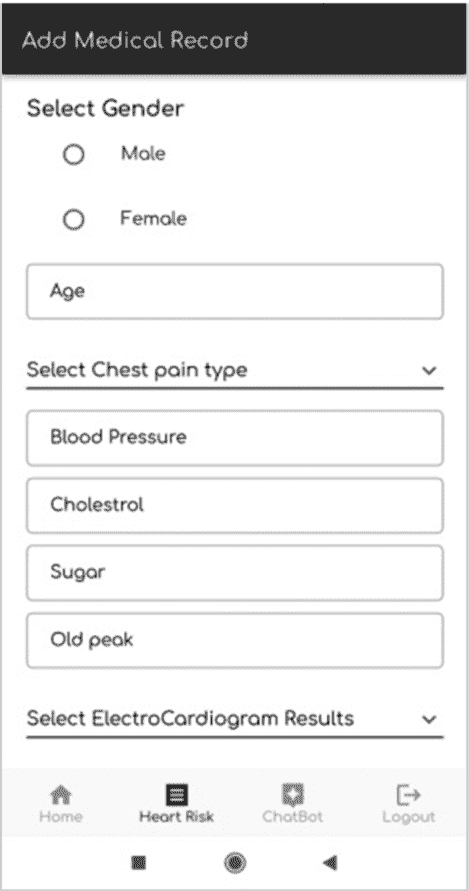 Add Medical Record
Select Gender
Male
Female
Age
Select Chest pain type
Blood Pressure
Cholestrol
Sugar
Old peak
Select ElectroCardiogram Results
Home
Heart Risk
ChatBot
Logout